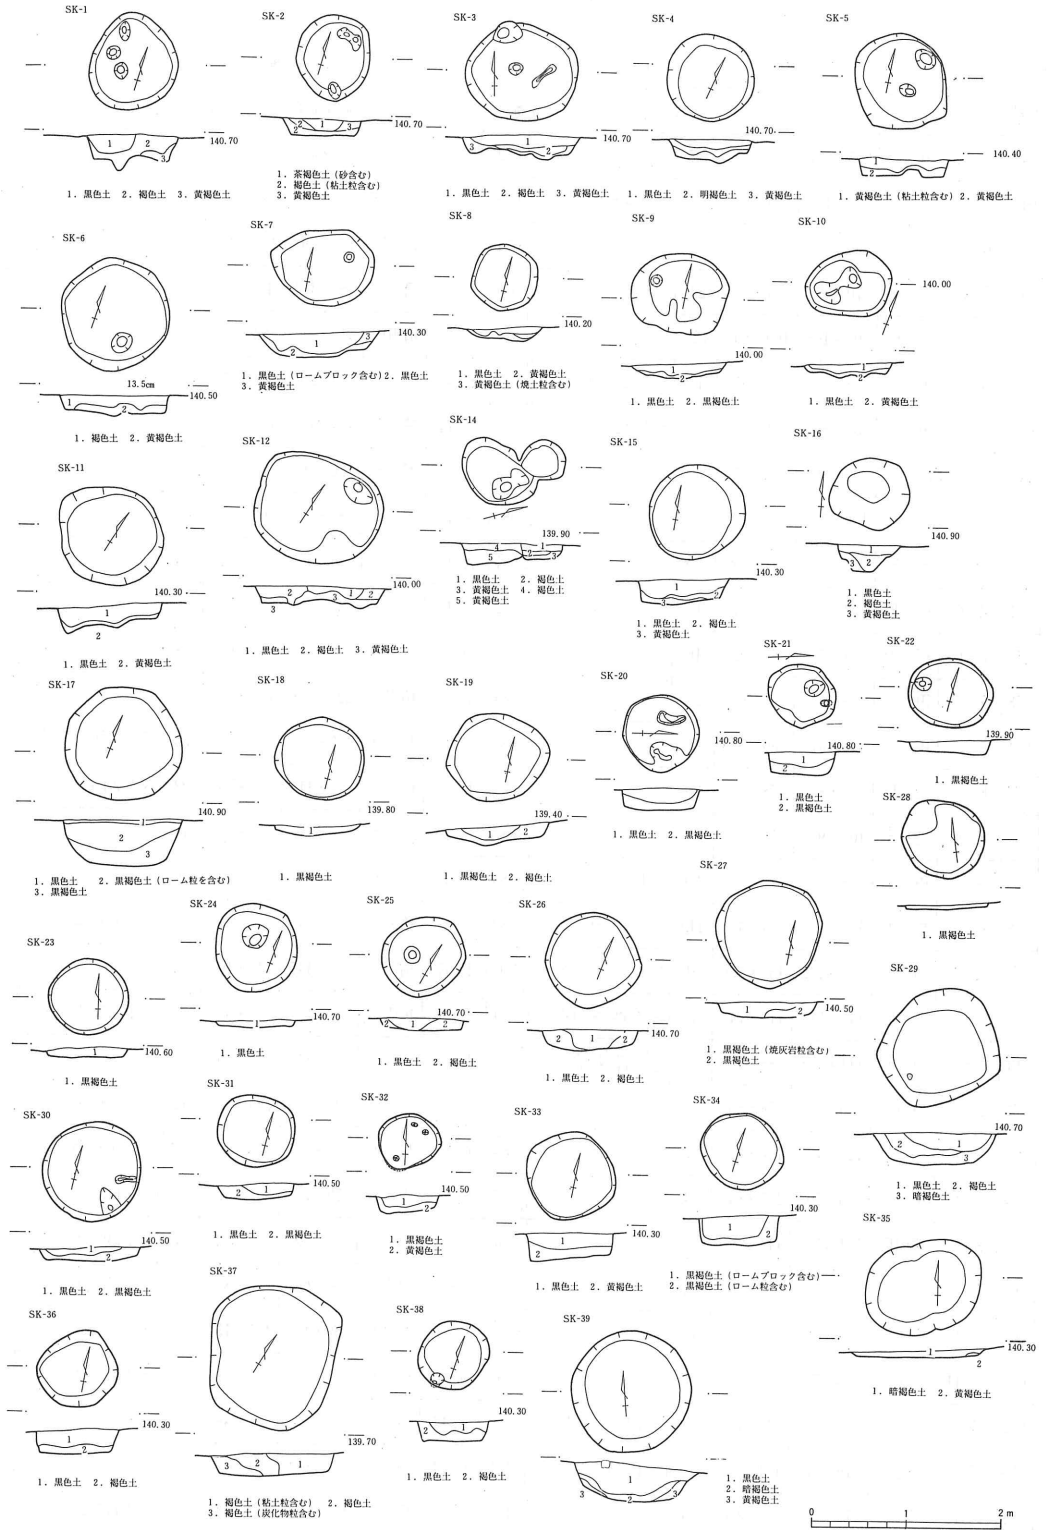 SK-1
140.70
1. 黒色土 2. 褐色土 3. 黄褐色土
SK-2
140.70
1. 茶褐色土(砂含む)
2. 褐色土(粘土粒含む)
3. 黄褐色土
SK-3
140.70
1. 黒色土 2. 褐色土 3. 黄褐色土
SK-4
140.70
1. 黒色土 2. 明褐色土 3. 黄褐色土
SK-5
140.40
1. 黄褐色土(粘土粒含む) 2. 黄褐色土
SK-6
13.5cm
140.50
1. 褐色土 2. 黄褐色土
SK-7
140.30
1. 黒色土(ロームブロック含む) 2. 黒色土
3. 黄褐色土
SK-8
140.20
1. 黒色土 2. 黄褐色土
3. 黄褐色土(焼土粒含む)
SK-9
140.00
1. 黒色土 2. 黒褐色土
SK-10
140.00
1. 黒色土 2. 黄褐色土
SK-11
140.30
1. 黒色土 2. 黄褐色土
SK-12
140.00
1. 黒色土 2. 褐色土 3. 黄褐色土
SK-14
139.90
1. 黒色土 2. 褐色土
3. 黄褐色土 4. 褐色土
5. 黄褐色土
SK-15
140.30
1. 黒色土 2. 褐色土
3. 黄褐色土
SK-16
140.90
1. 黒色土
2. 褐色土
3. 黄褐色土
SK-17
140.90
1. 黒色土 2. 黒褐色土(ローム粒を含む)
3. 黒褐色土
SK-18
139.80
1. 黒褐色土
SK-19
139.40
1. 黒褐色土 2. 褐色土
SK-20
140.80
1. 黒色土 2. 黒褐色土
SK-21
140.80
1. 黒色土
2. 黒褐色土
SK-22
139.90
1. 黒褐色土
SK-23
140.60
1. 黒褐色土
SK-24
140.70
1. 黒色土
SK-25
140.70
1. 黒色土 2. 褐色土
SK-26
140.70
1. 黒色土 2. 褐色土
SK-27
140.50
1. 黒褐色土(焼灰岩粒含む)
2. 黒褐色土
SK-28
1. 黒褐色土
SK-29
140.70
1. 黒色土 2. 褐色土
3. 暗褐色土
SK-30
140.50
1. 黒色土 2. 黒褐色土
SK-31
140.50
1. 黒色土 2. 黒褐色土
SK-32
140.50
1. 黒褐色土
2. 黄褐色土
SK-33
140.30
1. 黒色土 2. 黄褐色土
SK-34
140.30
1. 黒褐色土(ロームブロック含む)
2. 黒褐色土(ローム粒含む)
SK-35
140.30
1. 暗褐色土 2. 黄褐色土
SK-36
140.30
1. 黒色土 2. 褐色土
SK-37
139.70
1. 褐色土(粘土粒含む) 2. 褐色土
3. 褐色土(炭化物粒含む)
SK-38
140.30
1. 黒色土 2. 褐色土
SK-39
1. 黒色土
2. 暗褐色土
3. 黄褐色土
0 1 2 m